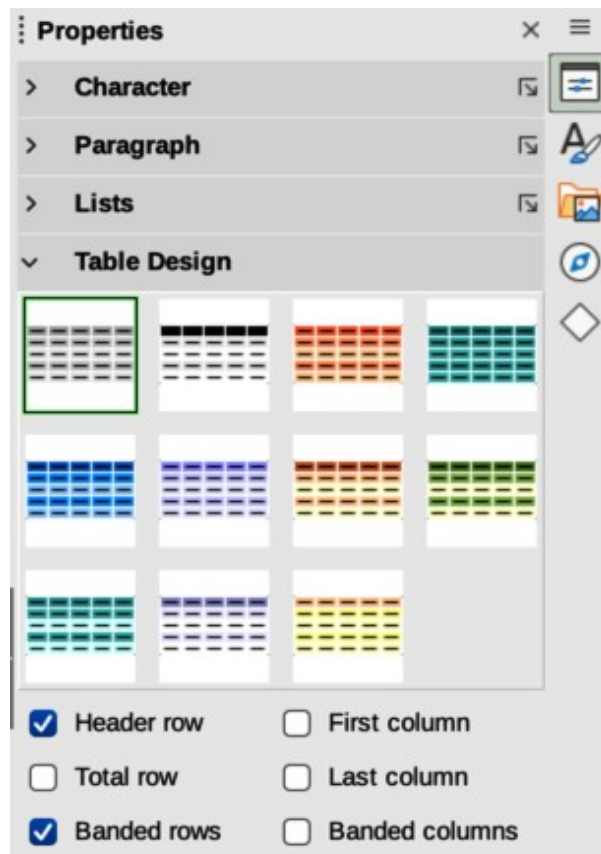 Properties
Character
Paragraph
Lists
Table Design
Header row
First column
Total row
Last column
Banded rows
Banded columns